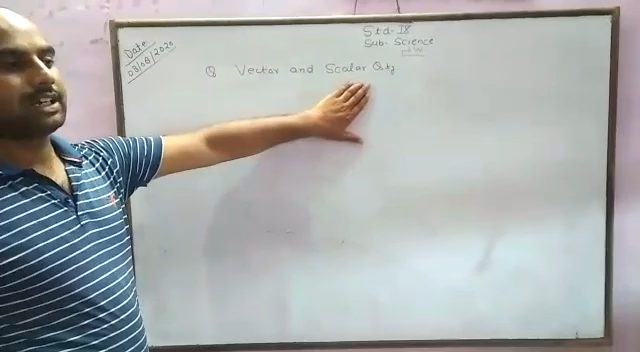 Date
08/08/2020
Std- IX
Sub- Science
Q Vector and Scalar Qty